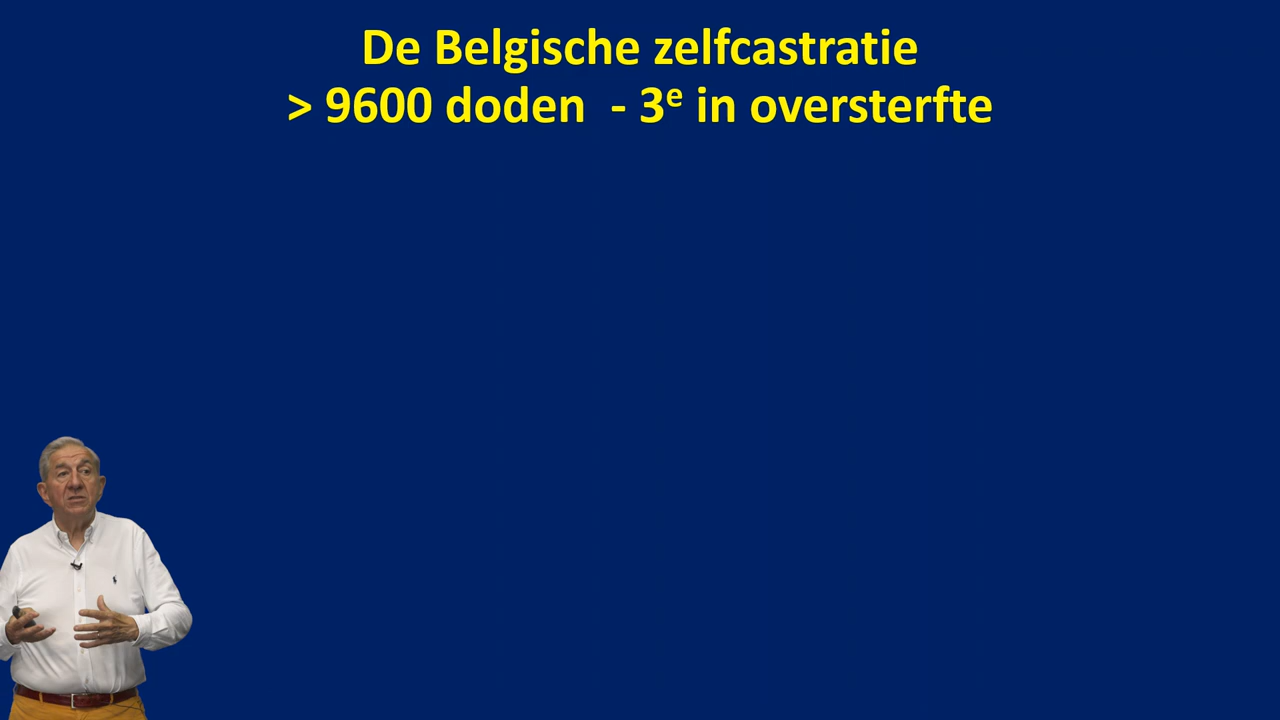 De Belgische zelfcastratie
> 9600 doden - 3e in oversterfte